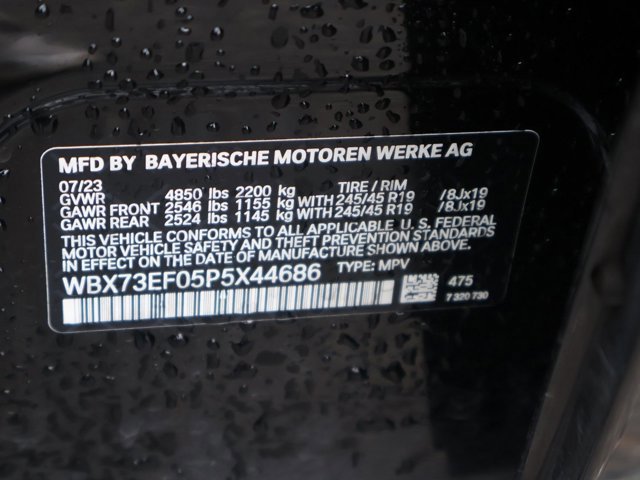 MFD BY BAYERISCHE MOTOREN WERKE AG
07/23
GVWR 4850 lbs 2200 kg TIRE / RIM
GAWR FRONT 2546 lbs 1155 kg WITH 245/45 R19 /8Jx19
GAWR REAR 2524 lbs 1145 kg WITH 245/45 R19 /8Jx19
THIS VEHICLE CONFORMS TO ALL APPLICABLE U.S. FEDERAL
MOTOR VEHICLE SAFETY, BUMPER, AND THEFT PREVENTION STANDARDS
IN EFFECT ON THE DATE OF MANUFACTURE SHOWN ABOVE.
WBX73EF05P5X44686 TYPE: MPV
475
7 320 730